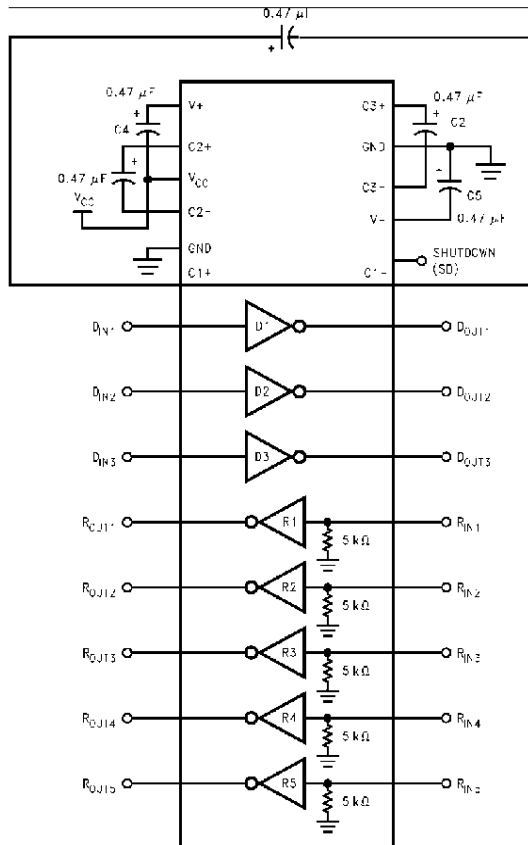 0.47 µF
+
0.47 µF
+
C4
V+
C2+
+
0.47 µF
VCC
VCC
C2-
GND
C1+
C3+
0.47 µF
+
C2
GND
C3-
+
C5
V-
0.47 µF
SHUTDOWN
(SD)
C1-
DIN1
D1
DOUT1
DIN2
D2
DOUT2
DIN3
D3
DOUT3
ROUT1
R1
RIN1
5 kΩ
ROUT2
R2
RIN2
5 kΩ
ROUT3
R3
RIN3
5 kΩ
ROUT4
R4
RIN4
5 kΩ
ROUT5
R5
RIN5
5 kΩ